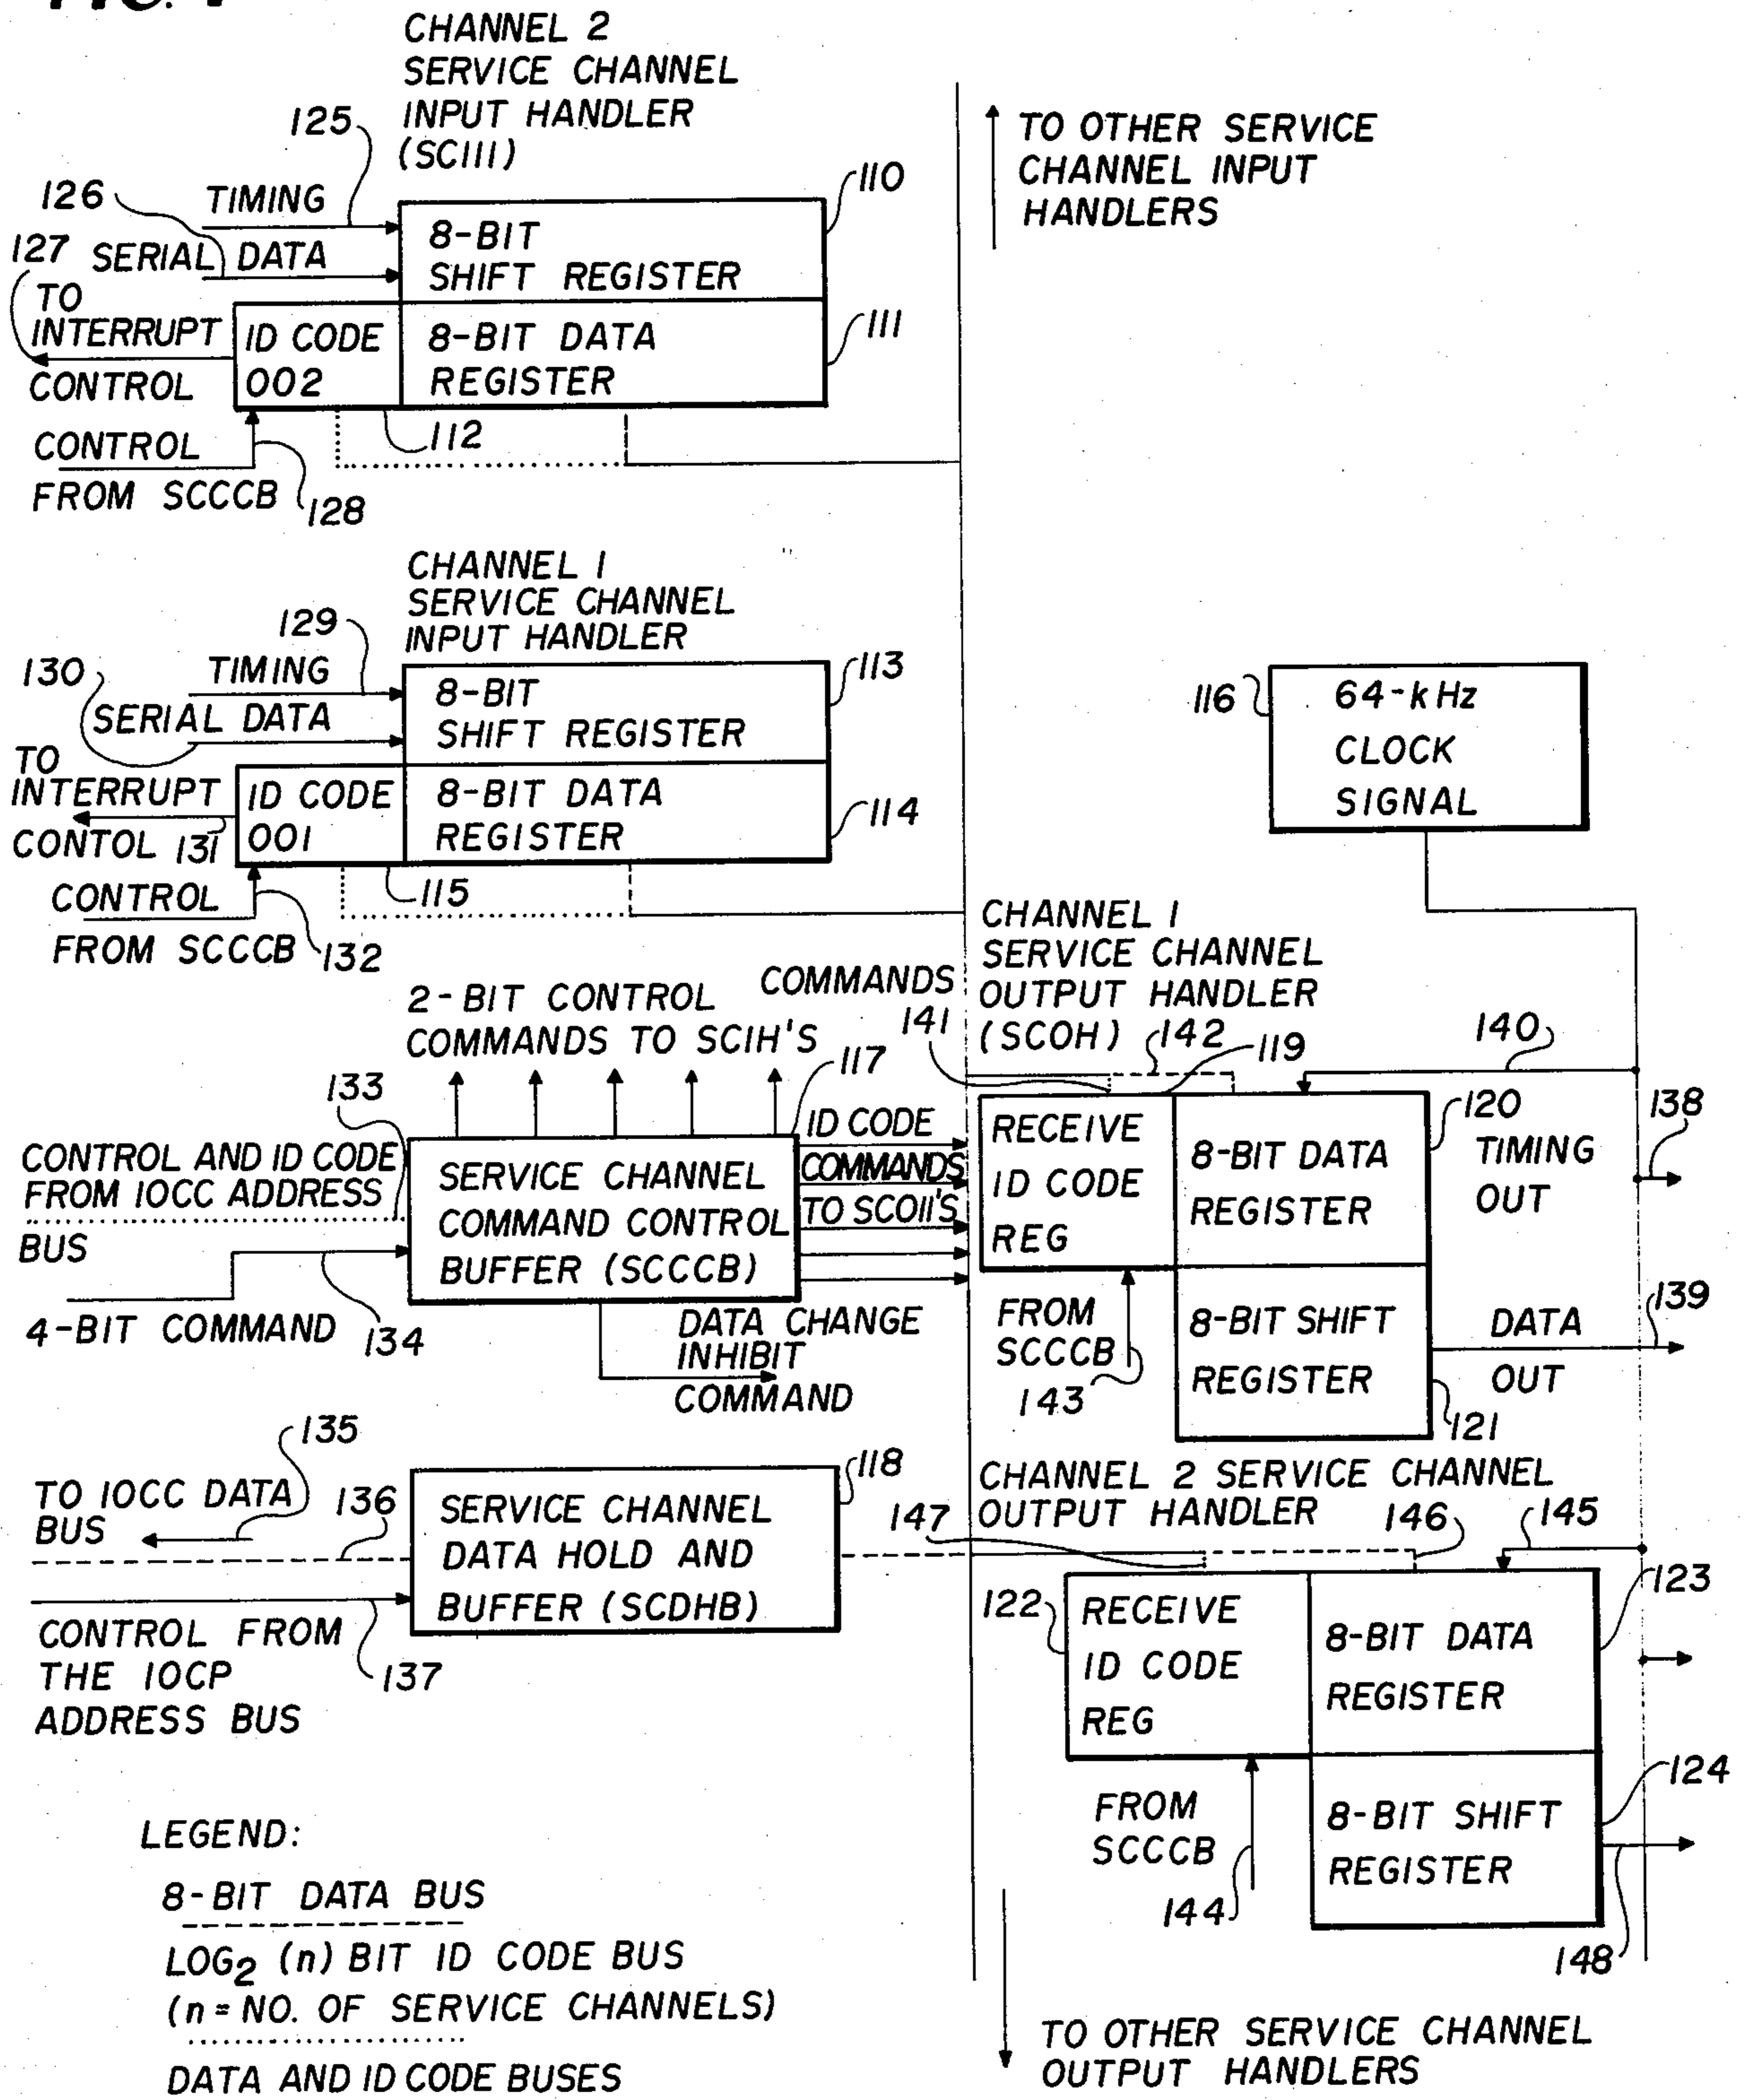 CHANNEL 2
SERVICE CHANNEL
INPUT HANDLER
(SCIII)
125
126
TIMING
110
127
SERIAL DATA
8-BIT
SHIFT REGISTER
TO
INTERRUPT
CONTROL
ID CODE
002
8-BIT DATA
REGISTER
111
112
CONTROL
FROM SCCCB
128
TO OTHER SERVICE
CHANNEL INPUT
HANDLERS
CHANNEL 1
SERVICE CHANNEL
INPUT HANDLER
129
130
TIMING
113
SERIAL DATA
8-BIT
SHIFT REGISTER
TO
INTERRUPT
CONTOL 131
ID CODE
001
8-BIT DATA
REGISTER
114
115
CONTROL
FROM SCCCB
132
116
64-kHz
CLOCK
SIGNAL
2-BIT CONTROL
COMMANDS TO SCIH'S
COMMANDS
117
133
CONTROL AND ID CODE
FROM IOCC ADDRESS
BUS
SERVICE CHANNEL
COMMAND CONTROL
BUFFER (SCCCB)
ID CODE
COMMANDS
TO SCOII'S
4-BIT COMMAND
134
DATA CHANGE
INHIBIT
COMMAND
CHANNEL 1
SERVICE CHANNEL
OUTPUT HANDLER
(SCOH)
141
142
119
140
RECEIVE
ID CODE
REG
8-BIT DATA
REGISTER
120
TIMING
OUT
138
FROM
SCCCB
143
8-BIT SHIFT
REGISTER
DATA
OUT
139
121
135
TO IOCC DATA
BUS
136
118
SERVICE CHANNEL
DATA HOLD AND
BUFFER (SCDHB)
CONTROL FROM
THE IOCP
ADDRESS BUS
137
CHANNEL 2 SERVICE CHANNEL
OUTPUT HANDLER
147
146
145
122
RECEIVE
ID CODE
REG
8-BIT DATA
REGISTER
123
FROM
SCCCB
144
8-BIT SHIFT
REGISTER
124
148
TO OTHER SERVICE CHANNEL
OUTPUT HANDLERS
LEGEND:
8-BIT DATA BUS
LOG2 (n) BIT ID CODE BUS
(n = NO. OF SERVICE CHANNELS)
DATA AND ID CODE BUSES